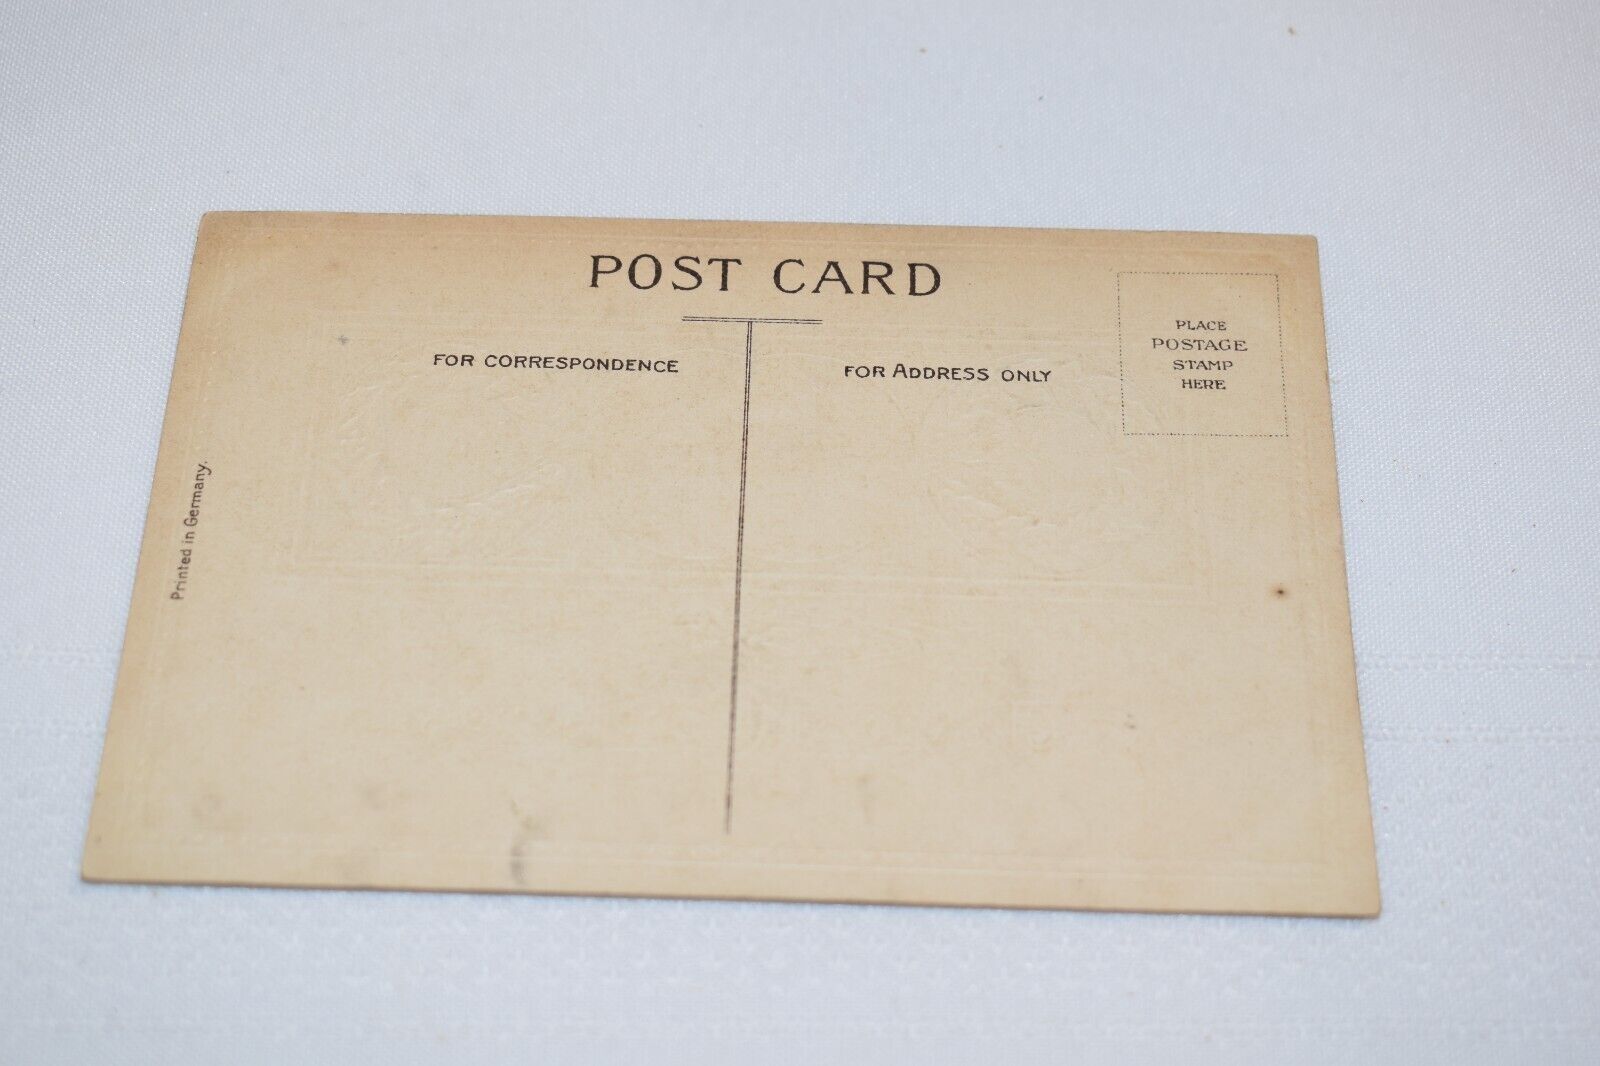 POST CARD
FOR CORRESPONDENCE
FOR ADDRESS ONLY
PLACE
POSTAGE
STAMP
HERE
Printed in Germany.